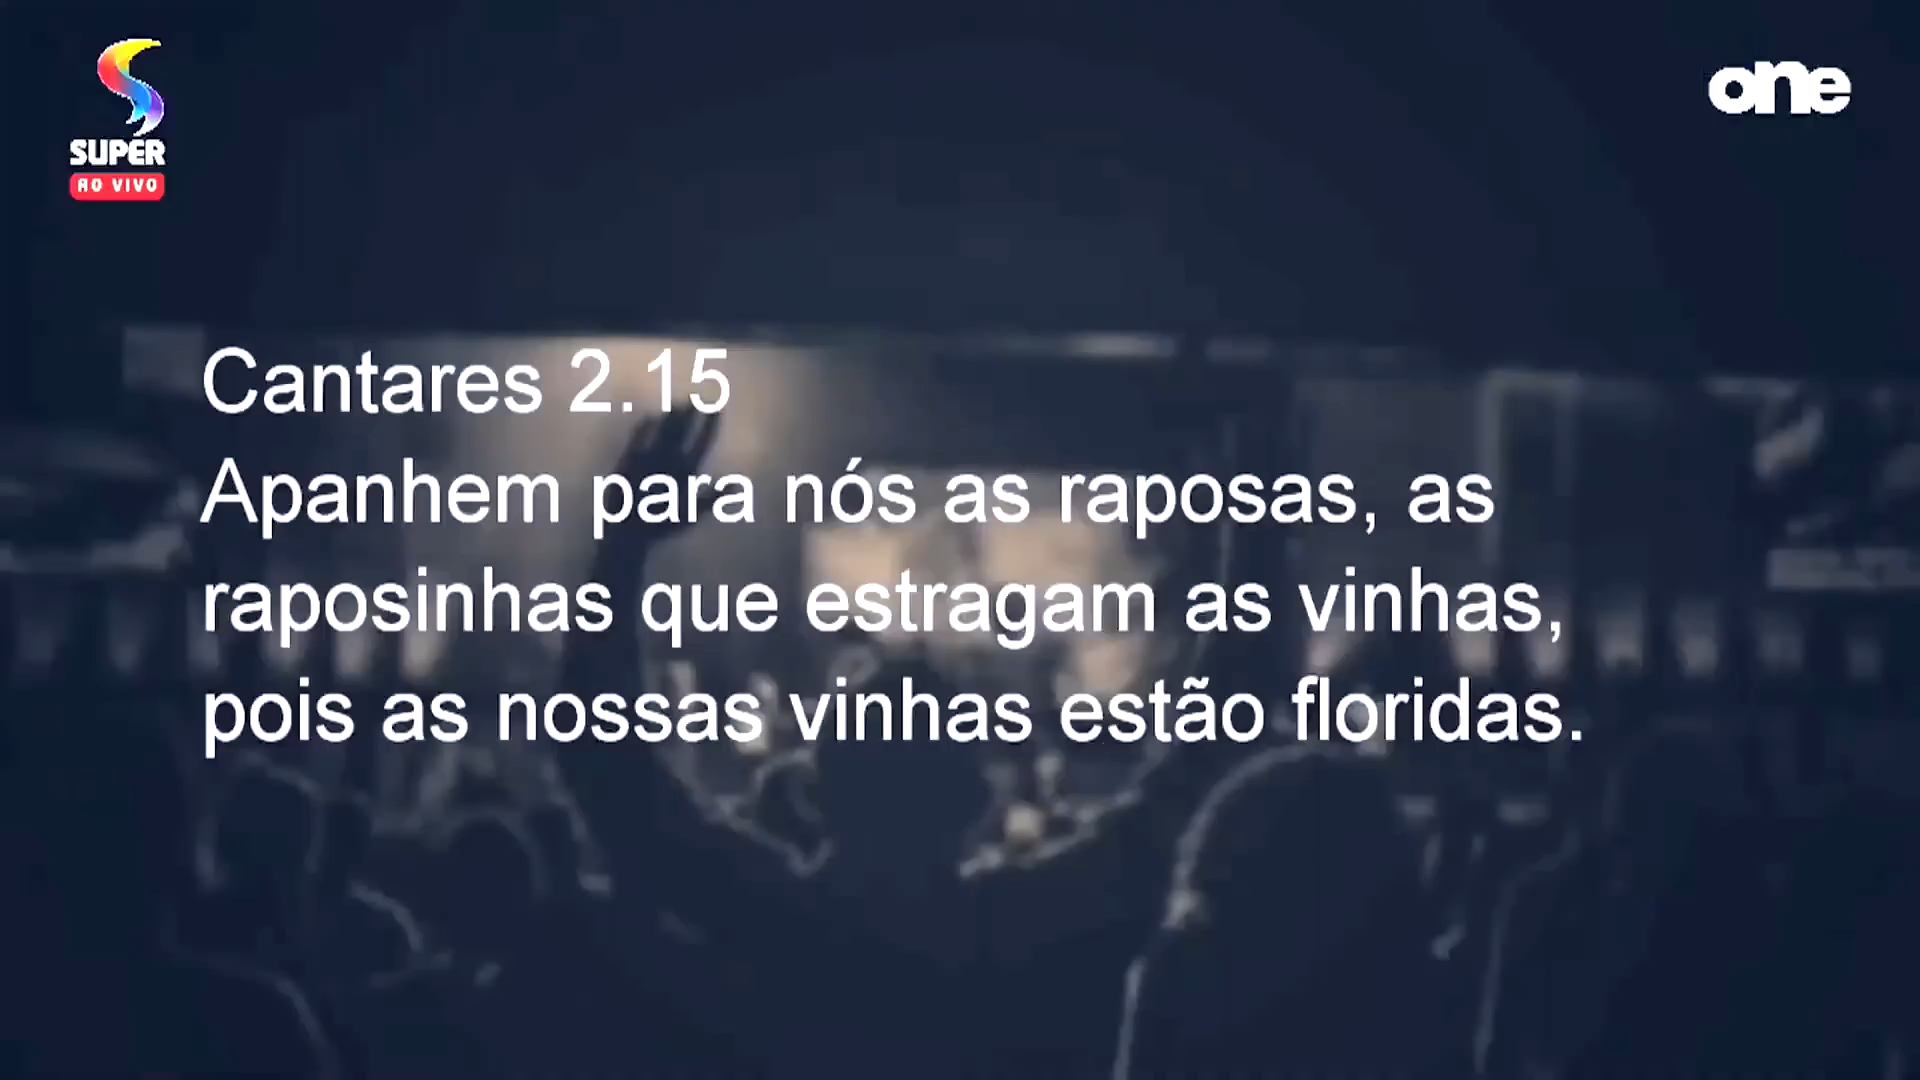 SUPER
AO VIVO
one
Cantares 2.15
Apanhem para nós as raposas, as
raposinhas que estragam as vinhas,
pois as nossas vinhas estão floridas.